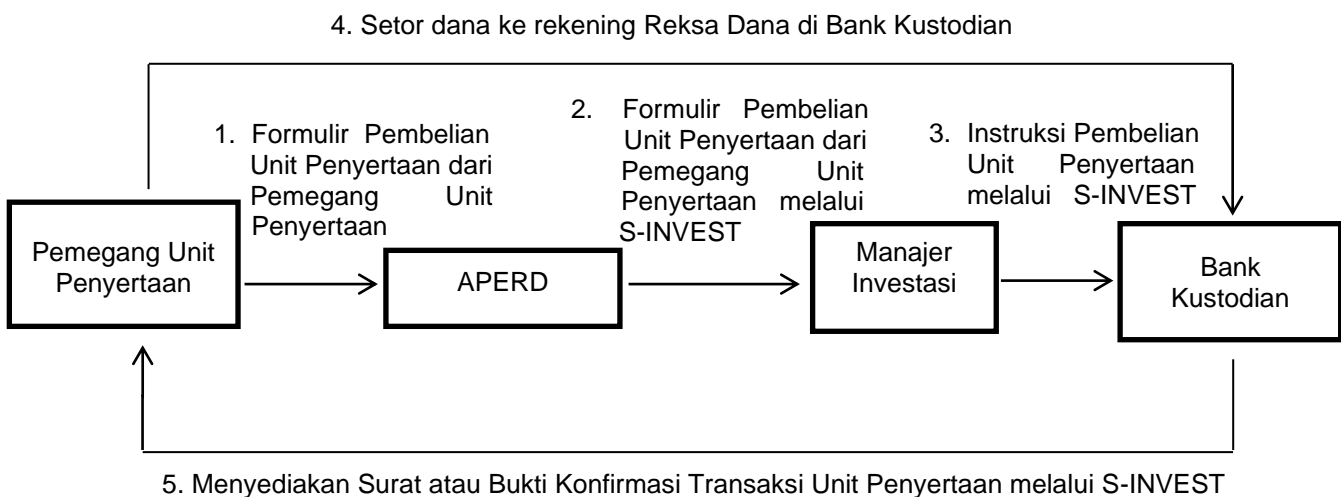 4. Setor dana ke rekening Reksa Dana di Bank Kustodian
1. Formulir Pembelian
Unit Penyertaan dari
Pemegang Unit
Penyertaan
2. Formulir Pembelian
Unit Penyertaan dari
Pemegang Unit
Penyertaan melalui
S-INVEST
3. Instruksi Pembelian
Unit Penyertaan
melalui S-INVEST
Pemegang Unit
Penyertaan
APERD
Manajer
Investasi
Bank
Kustodian
5. Menyediakan Surat atau Bukti Konfirmasi Transaksi Unit Penyertaan melalui S-INVEST